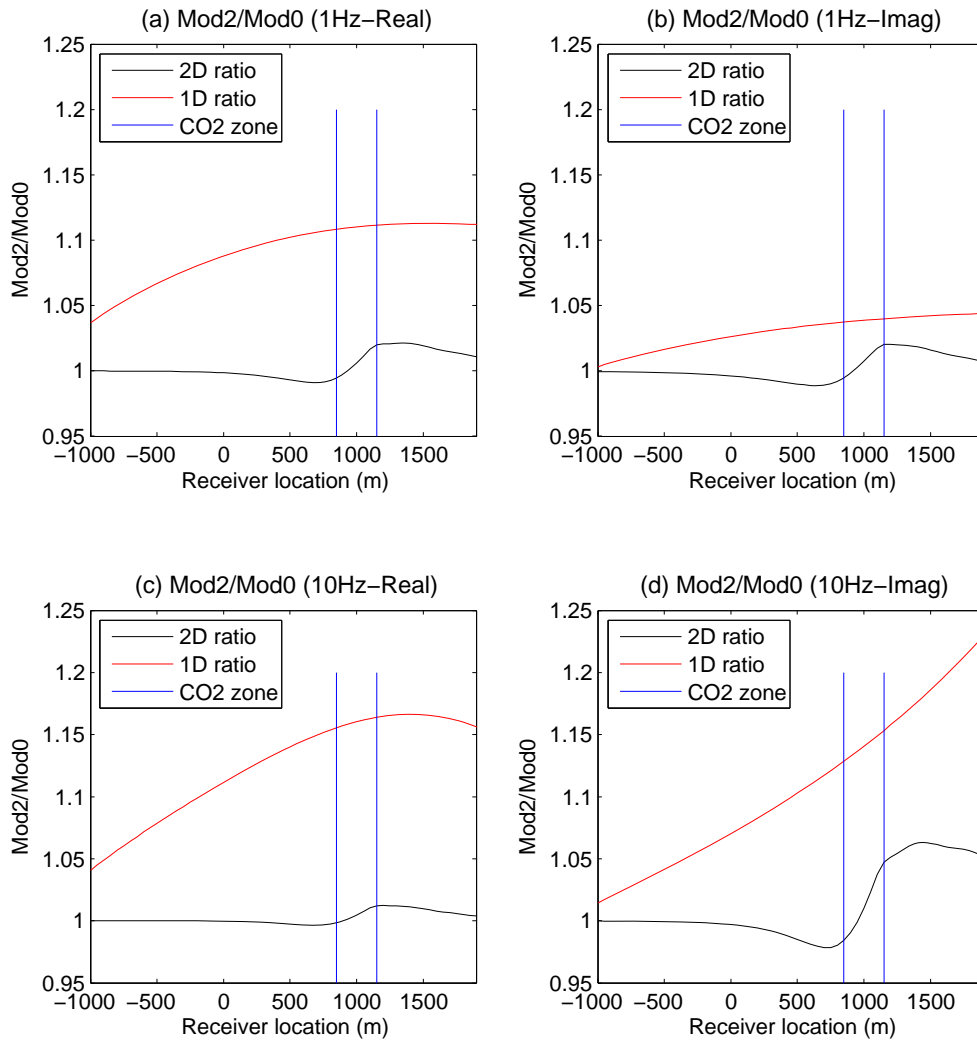 (a) Mod2/Mod0 (1Hz−Real)
1.25
1.2
1.15
1.1
1.05
1
0.95
Mod2/Mod0
2D ratio
1D ratio
CO2 zone
−1000 −500 0 500 1000 1500
Receiver location (m)
(b) Mod2/Mod0 (1Hz−Imag)
1.25
1.2
1.15
1.1
1.05
1
0.95
Mod2/Mod0
2D ratio
1D ratio
CO2 zone
−1000 −500 0 500 1000 1500
Receiver location (m)
(c) Mod2/Mod0 (10Hz−Real)
1.25
1.2
1.15
1.1
1.05
1
0.95
Mod2/Mod0
2D ratio
1D ratio
CO2 zone
−1000 −500 0 500 1000 1500
Receiver location (m)
(d) Mod2/Mod0 (10Hz−Imag)
1.25
1.2
1.15
1.1
1.05
1
0.95
Mod2/Mod0
2D ratio
1D ratio
CO2 zone
−1000 −500 0 500 1000 1500
Receiver location (m)